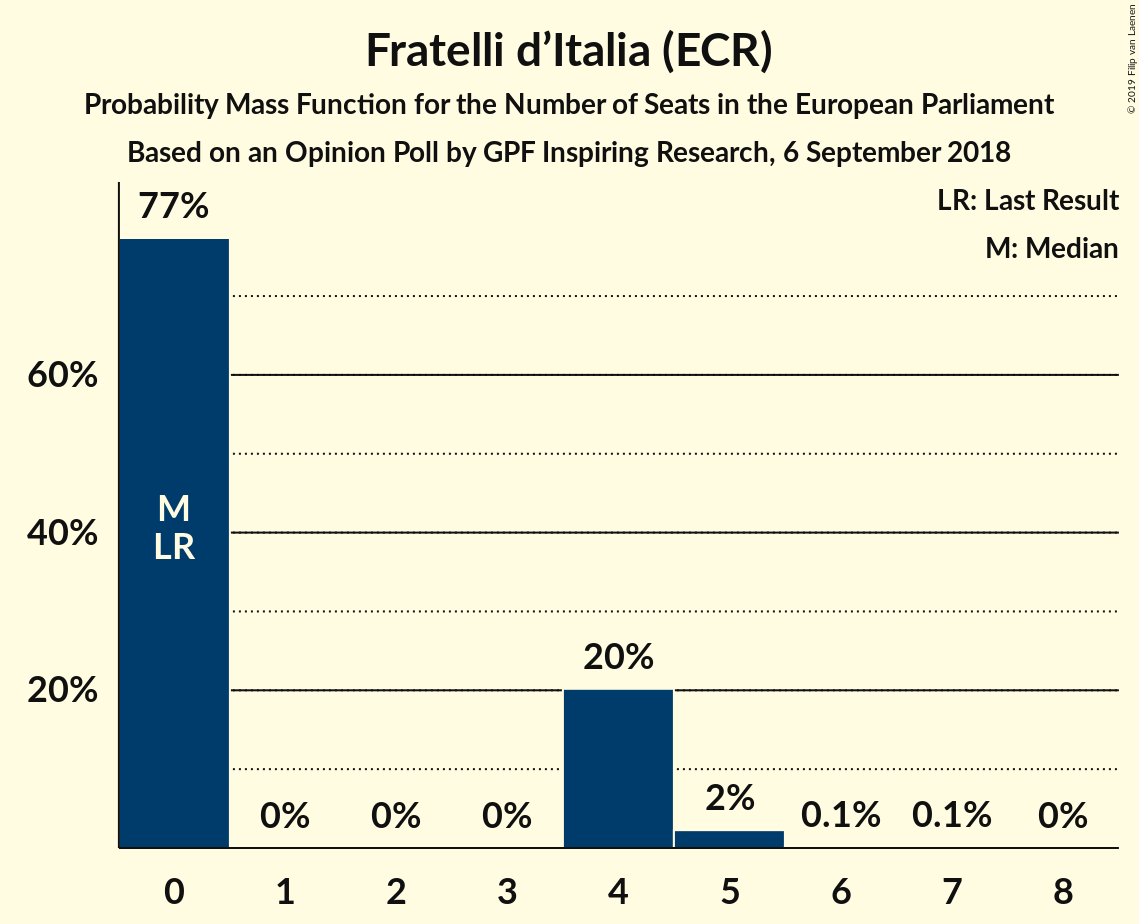 Fratelli d’Italia (ECR)
Probability Mass Function for the Number of Seats in the European Parliament
Based on an Opinion Poll by GPF Inspiring Research, 6 September 2018
© 2019 Filip van Laenen
LR: Last Result
M: Median
77%
60%
40%
20%
M
LR
0%
0%
0%
20%
2%
0.1%
0.1%
0%
0 1 2 3 4 5 6 7 8